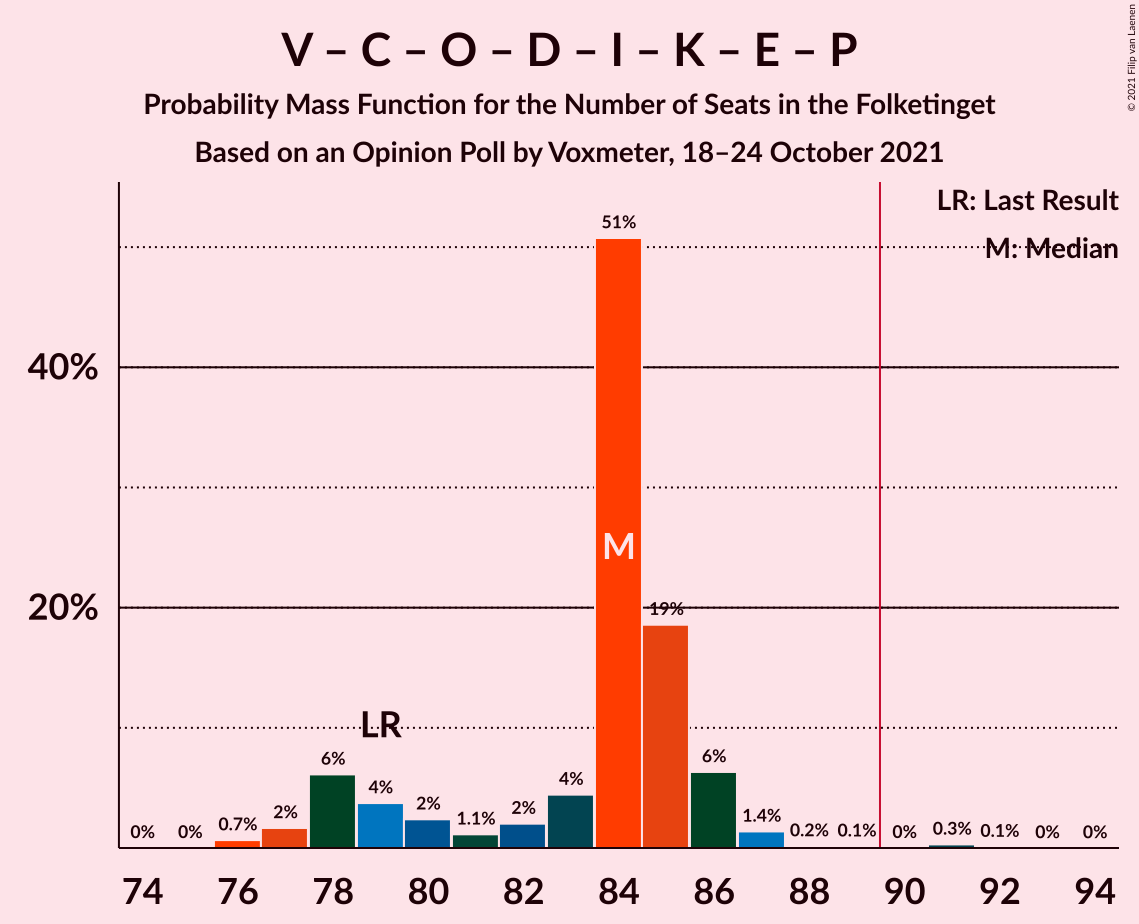 V – C – O – D – I – K – E – P
Probability Mass Function for the Number of Seats in the Folketinget
Based on an Opinion Poll by Voxmeter, 18–24 October 2021
© 2021 Filip van Laenen
LR: Last Result
M: Median
40%
20%
0%
0%
0.7%
2%
6%
4%
2%
1.1%
2%
4%
51%
19%
6%
1.4%
0.2%
0.1%
0%
0.3%
0.1%
0%
0%
LR
M
74 76 78 80 82 84 86 88 90 92 94